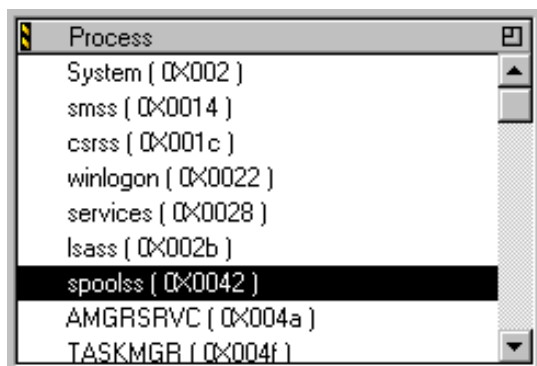 Process
System ( 0X002 )
smss ( 0X0014 )
csrss ( 0X001c )
winlogon ( 0X0022 )
services ( 0X0028 )
lsass ( 0X002b )
spoolss ( 0X0042 )
AMGRSRVC ( 0X004a )
TASKMGR ( 0X004f )